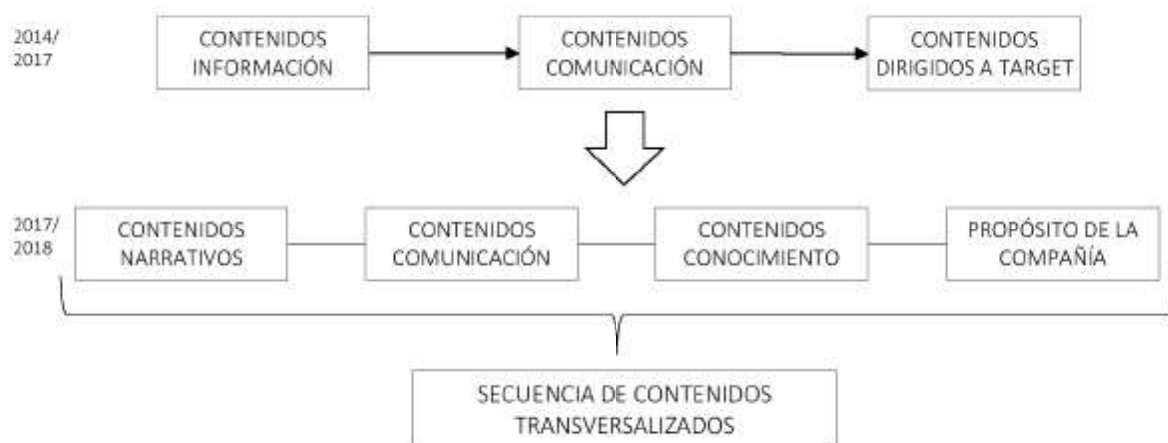 2014/
2017
CONTENIDOS
INFORMACIÓN
CONTENIDOS
COMUNICACIÓN
CONTENIDOS
DIRIGIDOS A TARGET
2017/
2018
CONTENIDOS
NARRATIVOS
CONTENIDOS
COMUNICACIÓN
CONTENIDOS
CONOCIMIENTO
PROPÓSITO DE LA
COMPAÑÍA
SECUENCIA DE CONTENIDOS
TRANSVERSALIZADOS